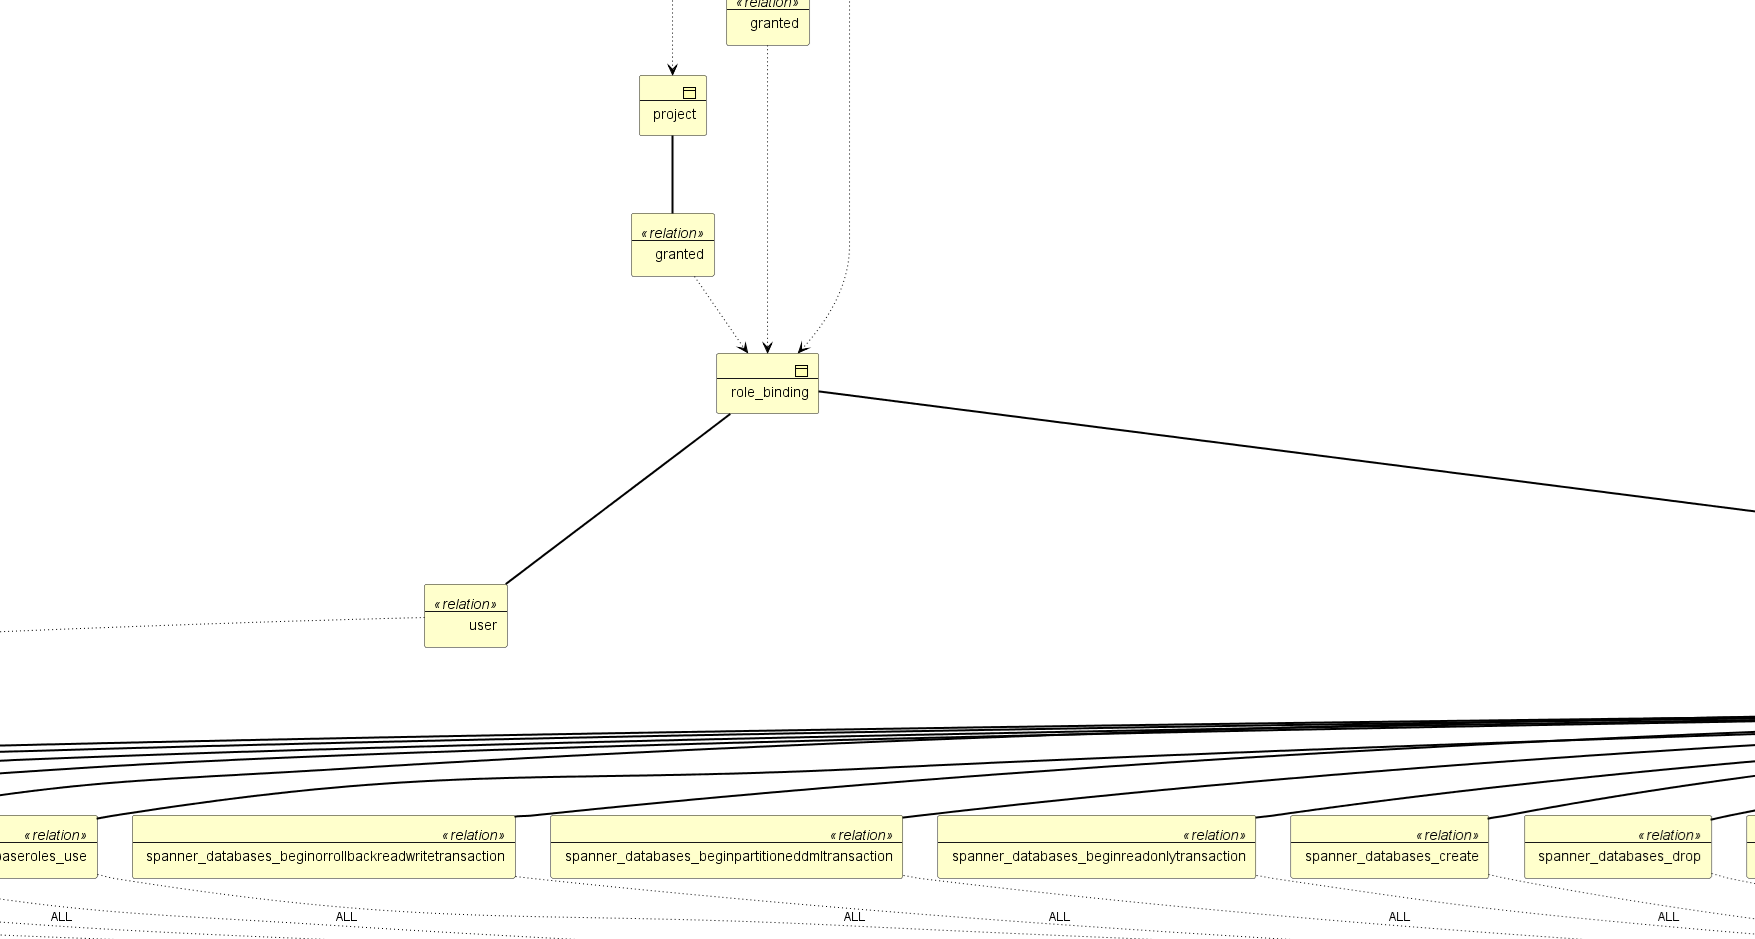 «relation»
granted
project
«relation»
granted
role_binding
«relation»
user
«relation»
«relation»
«relation»
«relation»
«relation»
«relation»
spanner_databases_beginorrollbackreadwritetransaction
spanner_databases_beginpartitioneddmltransaction
spanner_databases_beginreadonlytransaction
spanner_databases_create
spanner_databases_drop
ALL
ALL
ALL
ALL
ALL
ALL